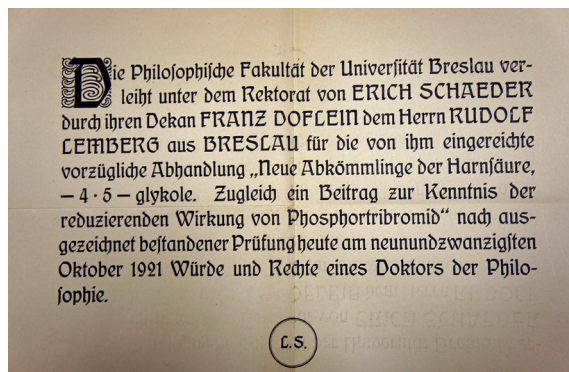 Die Philoſophiſche Fakultät der Univerſität Breslau ver-
leiht unter dem Rektorat von ERICH SCHAEDER
durch ihren Dekan FRANZ DOFLEIN dem Herrn RUDOLF
LEMBERG aus BRESLAU für die von ihm eingereichte
vorzügliche Abhandlung „Neue Abkömmlinge der Harnſäure,
— 4 · 5 — glykole. Zugleich ein Beitrag zur Kenntnis der
reduzierenden Wirkung von Phosphortribromid“ nach aus-
gezeichnet beſtandener Prüfung heute am neunundzwanzigſten
Oktober 1921 Würde und Rechte eines Doktors der Philo-
ſophie.
L.S.